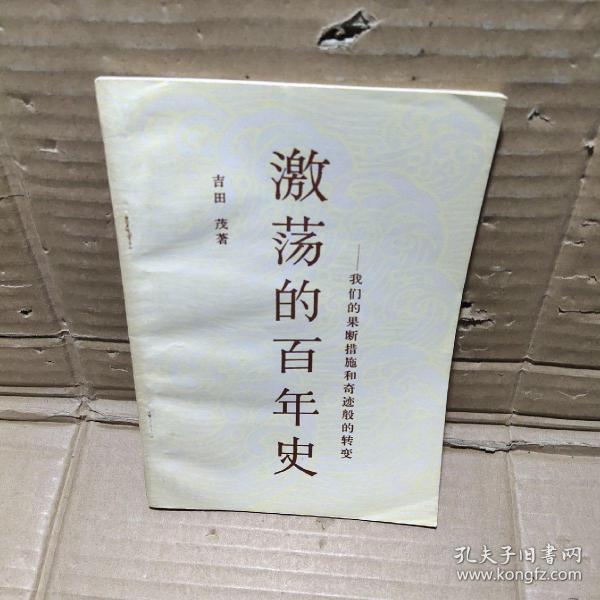 激荡的百年史
——我们的果断措施和奇迹般的转变
吉田 茂著
孔夫子旧書网
www.kongfz.com